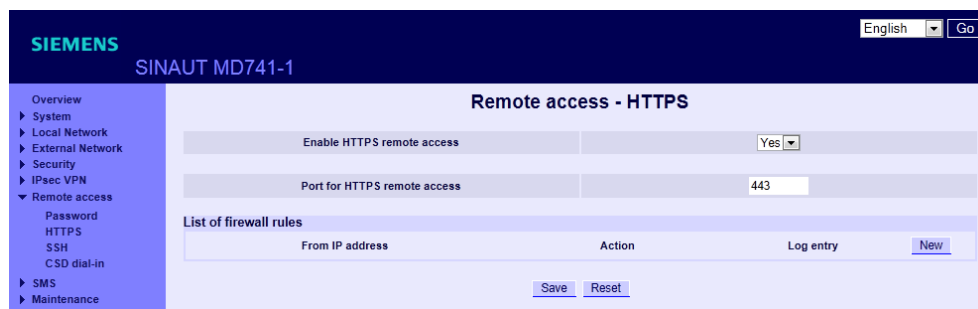 English Go
SIEMENS
SINAUT MD741-1
Overview
System
Local Network
External Network
Security
IPsec VPN
Remote access
Password
HTTPS
SSH
CSD dial-in
SMS
Maintenance
Remote access - HTTPS
Enable HTTPS remote access Yes
Port for HTTPS remote access 443
List of firewall rules
From IP address Action Log entry New
Save Reset